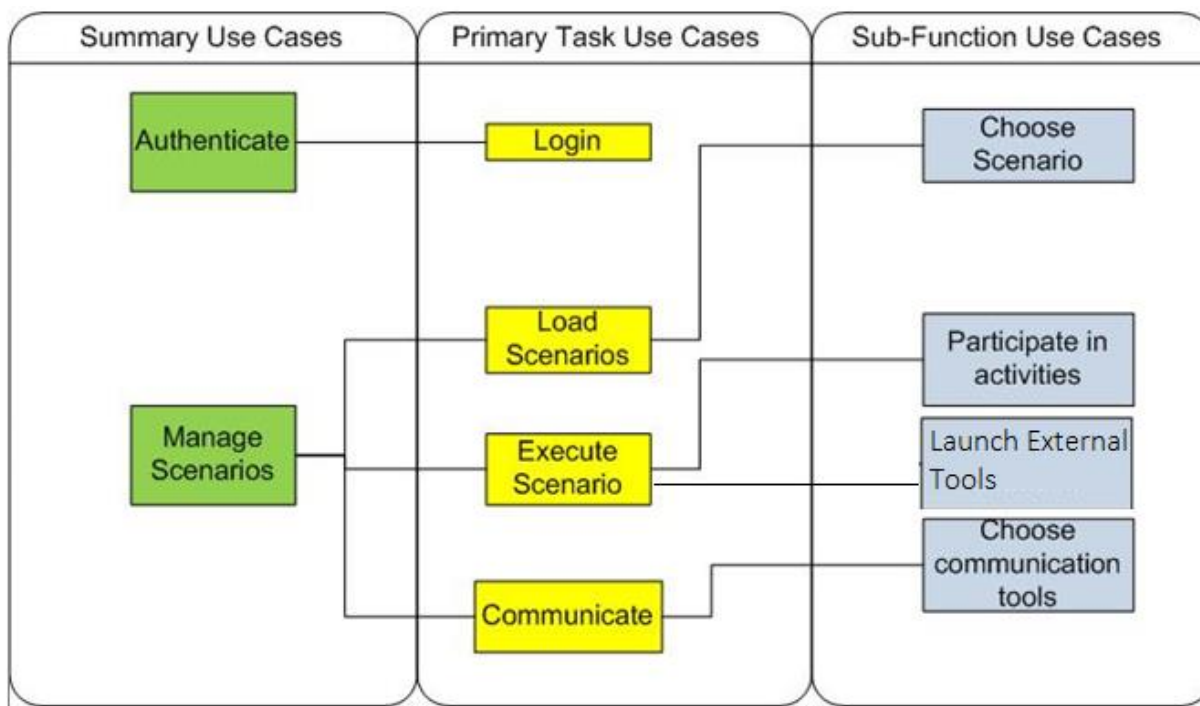 Summary Use Cases
Primary Task Use Cases
Sub-Function Use Cases
Authenticate
Login
Choose
Scenario
Load
Scenarios
Participate in
activities
Manage
Scenarios
Execute
Scenario
Launch External
Tools
Communicate
Choose
communication
tools